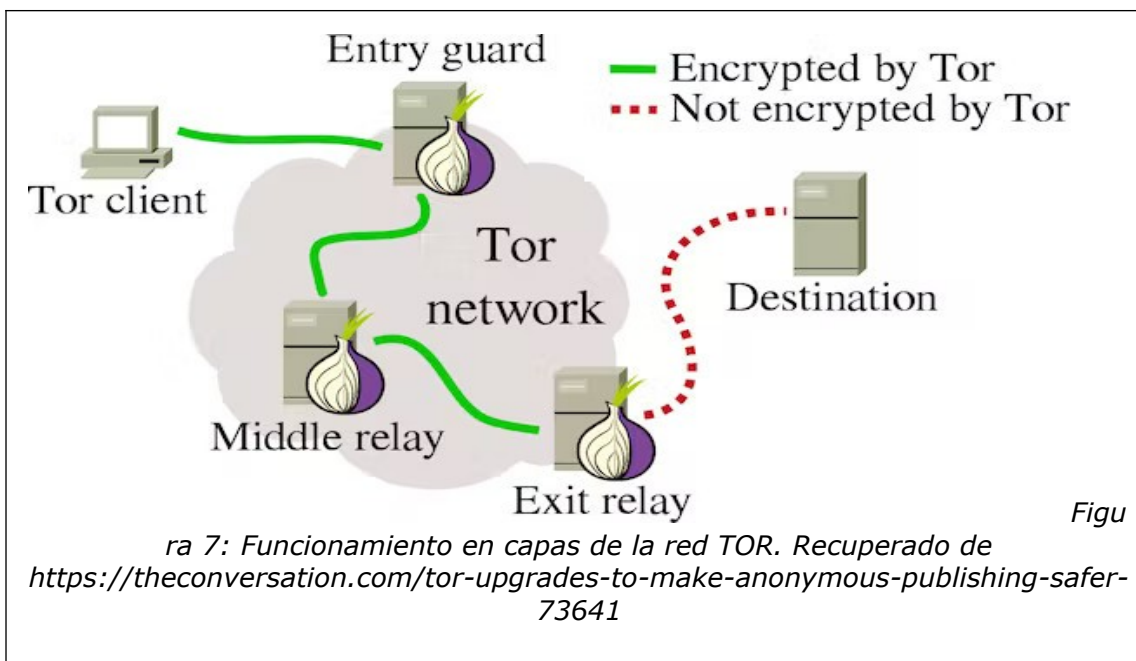 Entry guard
Encrypted by Tor
Not encrypted by Tor
Tor client
Tor
network
Destination
Middle relay
Exit relay
Figu
ra 7: Funcionamiento en capas de la red TOR. Recuperado de
https://theconversation.com/tor-upgrades-to-make-anonymous-publishing-safer-
73641